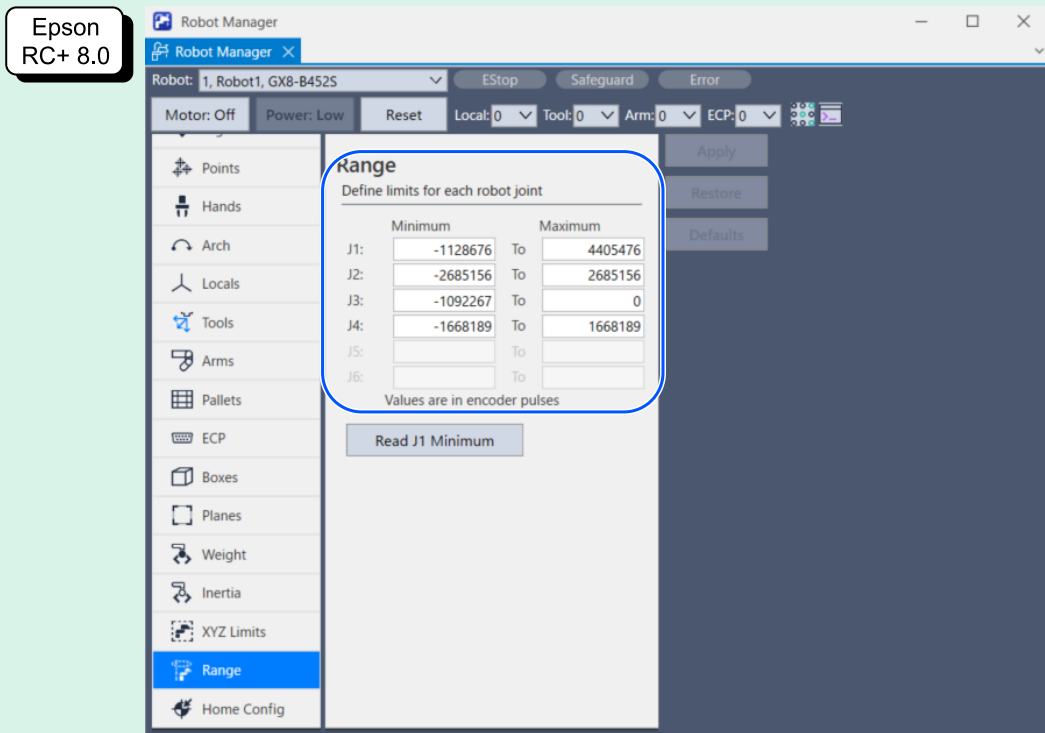 Epson
RC+ 8.0
Robot Manager
Robot Manager
Robot: 1, Robot1, GX8-B452S EStop Safeguard Error
Motor: Off Power: Low Reset Local: 0 Tool: 0 Arm: 0 ECP: 0
Points
Hands
Arch
Locals
Tools
Arms
Pallets
ECP
Boxes
Planes
Weight
Inertia
XYZ Limits
Range
Home Config
Range
Define limits for each robot joint
Minimum Maximum
J1: -1128676 To 4405476
J2: -2685156 To 2685156
J3: -1092267 To 0
J4: -1668189 To 1668189
J5: To
J6: To
Values are in encoder pulses
Read J1 Minimum
Apply
Restore
Defaults